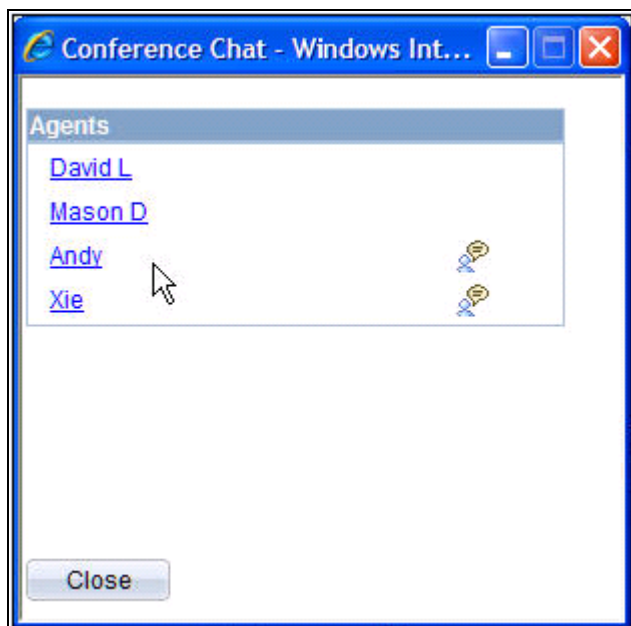 Conference Chat - Windows Int...
Agents
David L
Mason D
Andy
Xie
Close